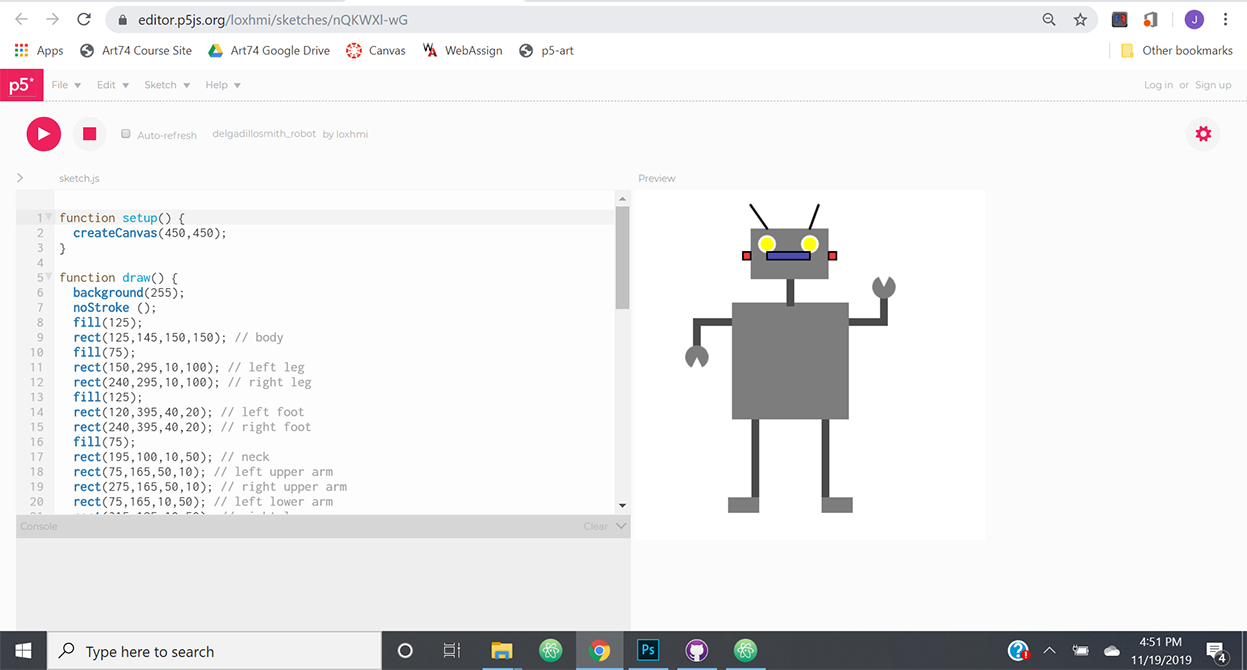 editor.p5js.org/loxhmi/sketches/nQKWXl-wG
J
Apps Art74 Course Site Art74 Google Drive Canvas WebAssign p5-art Other bookmarks
p5* File Edit Sketch Help Log in or Sign up
Auto-refresh delgadillosmith_robot by loxhmi
sketch.js Preview
1 function setup() {
2 createCanvas(450,450);
3 }
4
5 function draw() {
6 background(255);
7 noStroke ();
8 fill(125);
9 rect(125,145,150,150); // body
10 fill(75);
11 rect(150,295,10,100); // left leg
12 rect(240,295,10,100); // right leg
13 fill(125);
14 rect(120,395,40,20); // left foot
15 rect(240,395,40,20); // right foot
16 fill(75);
17 rect(195,100,10,50); // neck
18 rect(75,165,50,10); // left upper arm
19 rect(275,165,50,10); // right upper arm
20 rect(75,165,10,50); // left lower arm
Console Clear
Type here to search
Ps
4:51 PM
11/19/2019
4